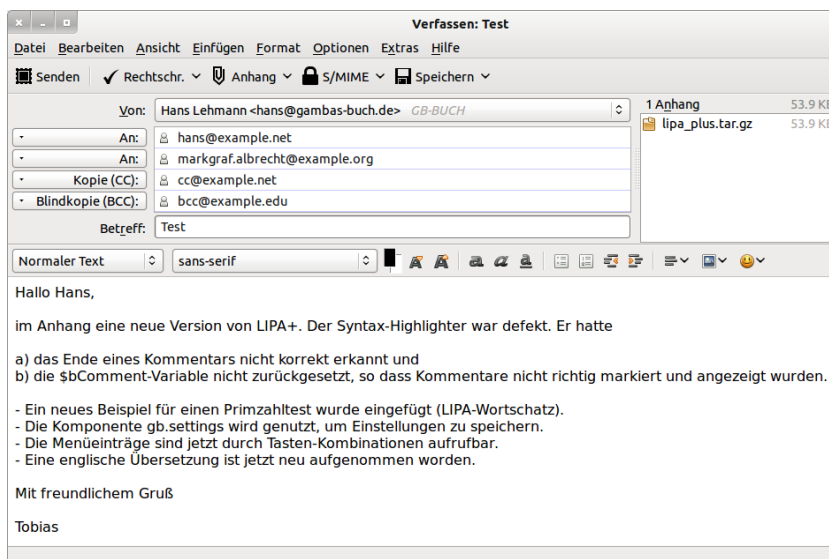 Verfassen: Test
Datei Bearbeiten Ansicht Einfügen Format Optionen Extras Hilfe
Senden Rechtschr. Anhang S/MIME Speichern
Von: Hans Lehmann <hans@gambas-buch.de> GB-BUCH
1 Anhang 53.9 KB
An: hans@example.net
lipa_plus.tar.gz 53.9 KB
An: markgraf.albrecht@example.org
Kopie (CC): cc@example.net
Blindkopie (BCC): bcc@example.edu
Betreff: Test
Normaler Text sans-serif a a a
Hallo Hans,
im Anhang eine neue Version von LIPA+. Der Syntax-Highlighter war defekt. Er hatte
a) das Ende eines Kommentars nicht korrekt erkannt und
b) die $bComment-Variable nicht zurückgesetzt, so dass Kommentare nicht richtig markiert und angezeigt wurden.
- Ein neues Beispiel für einen Primzahltest wurde eingefügt (LIPA-Wortschatz).
- Die Komponente gb.settings wird genutzt, um Einstellungen zu speichern.
- Die Menüeinträge sind jetzt durch Tasten-Kombinationen aufrufbar.
- Eine englische Übersetzung ist jetzt neu aufgenommen worden.
Mit freundlichem Gruß
Tobias